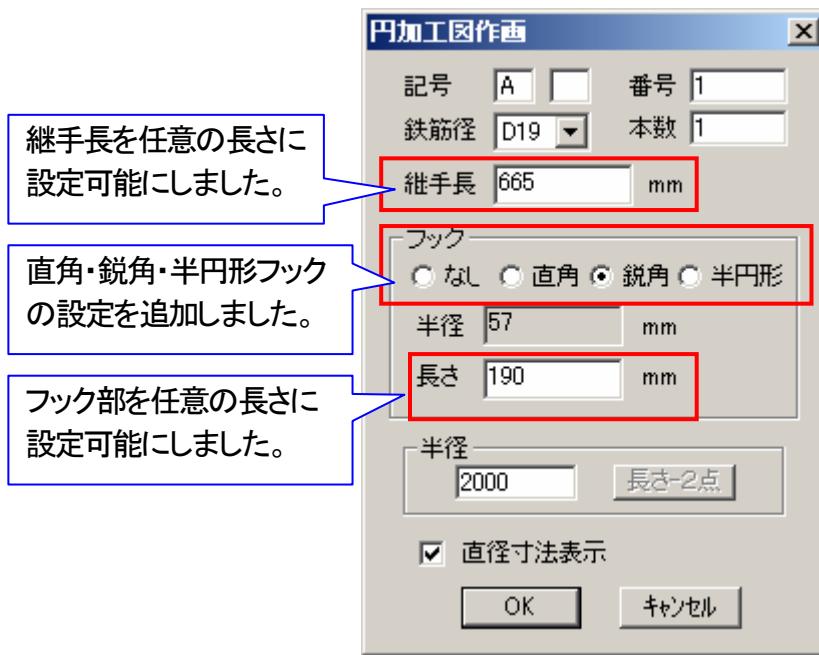 円加工図作画
記号 A 番号 1
鉄筋径 D19 本数 1
継手長を任意の長さに
設定可能にしました。
継手長 665 mm
フック
なし 直角 鋭角 半円形
直角・鋭角・半円形フック
の設定を追加しました。
半径 57 mm
長さ 190 mm
フック部を任意の長さに
設定可能にしました。
半径
2000 長さ-2点
直径寸法表示
OK キャンセル